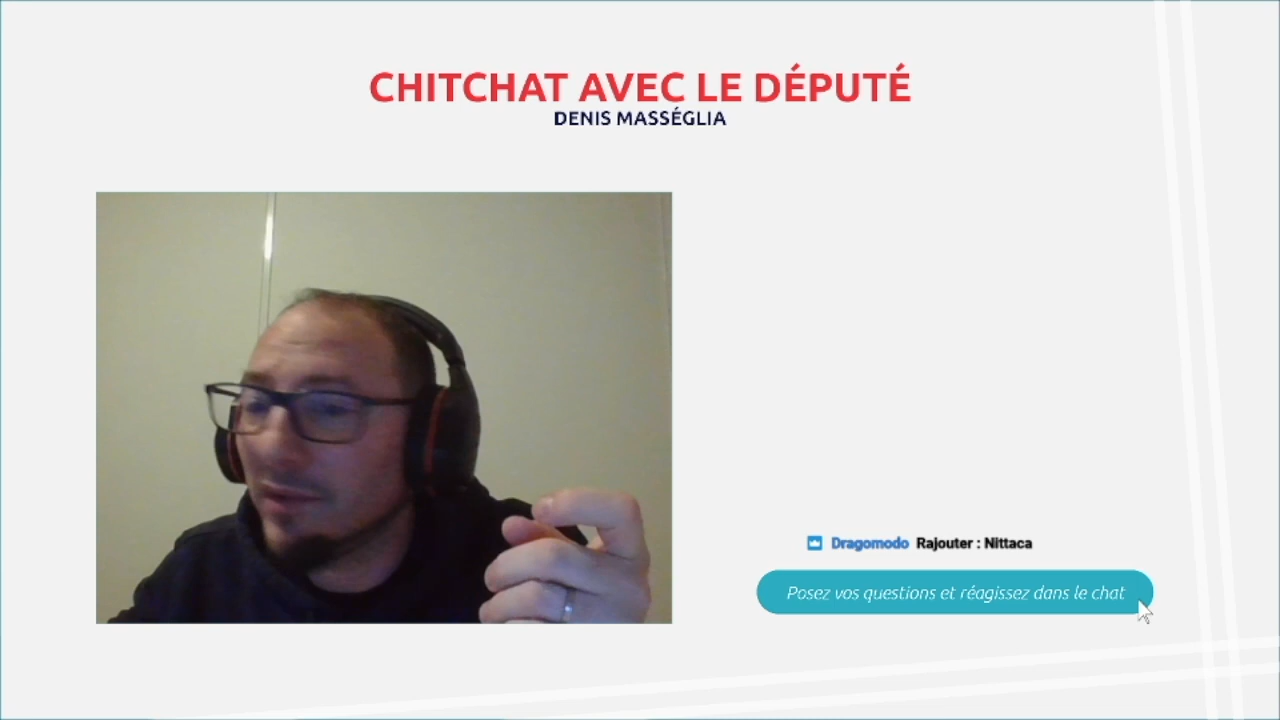 CHITCHAT AVEC LE DÉPUTÉ
DENIS MASSÉGLIA
Dragomodo Rajouter : Nittaca
Posez vos questions et réagissez dans le chat